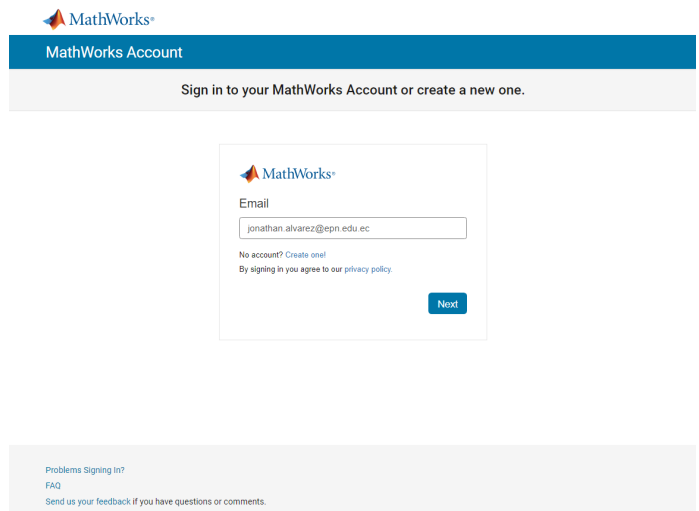 MathWorks®
MathWorks Account
Sign in to your MathWorks Account or create a new one.
MathWorks®
Email
jonathan.alvarez@epn.edu.ec
No account? Create one!
By signing in you agree to our privacy policy.
Next
Problems Signing In?
FAQ
Send us your feedback if you have questions or comments.